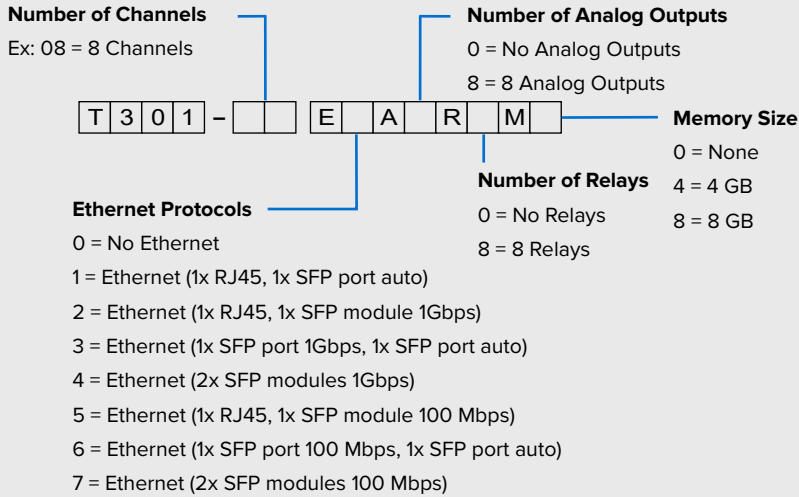 Number of Channels
Ex: 08 = 8 Channels
Number of Analog Outputs
0 = No Analog Outputs
8 = 8 Analog Outputs
T301- E A R M
Memory Size
0 = None
4 = 4 GB
8 = 8 GB
Number of Relays
0 = No Relays
8 = 8 Relays
Ethernet Protocols
0 = No Ethernet
1 = Ethernet (1x RJ45, 1x SFP port auto)
2 = Ethernet (1x RJ45, 1x SFP module 1Gbps)
3 = Ethernet (1x SFP port 1Gbps, 1x SFP port auto)
4 = Ethernet (2x SFP modules 1Gbps)
5 = Ethernet (1x RJ45, 1x SFP module 100 Mbps)
6 = Ethernet (1x SFP port 100 Mbps, 1x SFP port auto)
7 = Ethernet (2x SFP modules 100 Mbps)